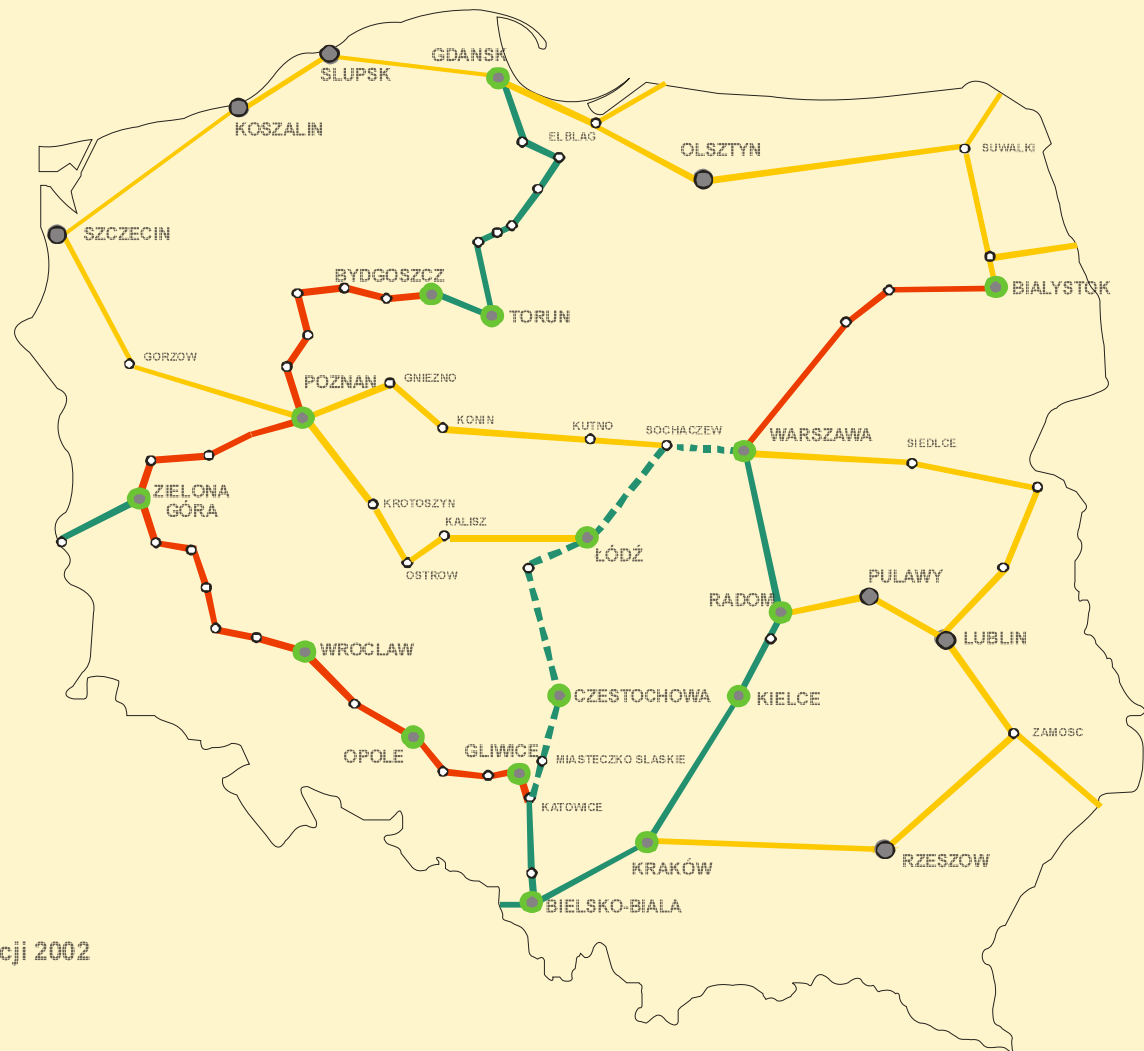 GDANSK
SLUPSK
KOSZALIN
ELBLAG
OLSZTYN
SUWALKI
SZCZECIN
BYDGOSZCZ
BIALYSTOK
TORUN
GORZOW
POZNAN
GNIEZNO
KONIN
KUTNO
SOCHACZEW
WARSZAWA
SIEDLCE
ZIELONA
GÓRA
KROTOSZYN
KALISZ
ŁÓDŹ
OSTROW
PULAWY
RADOM
LUBLIN
WROCLAW
CZESTOCHOWA
KIELCE
ZAMOSC
OPOLE
GLIWICE
MIASTECZKO SLASKIE
KATOWICE
KRAKÓW
RZESZOW
BIELSKO-BIALA
cji 2002